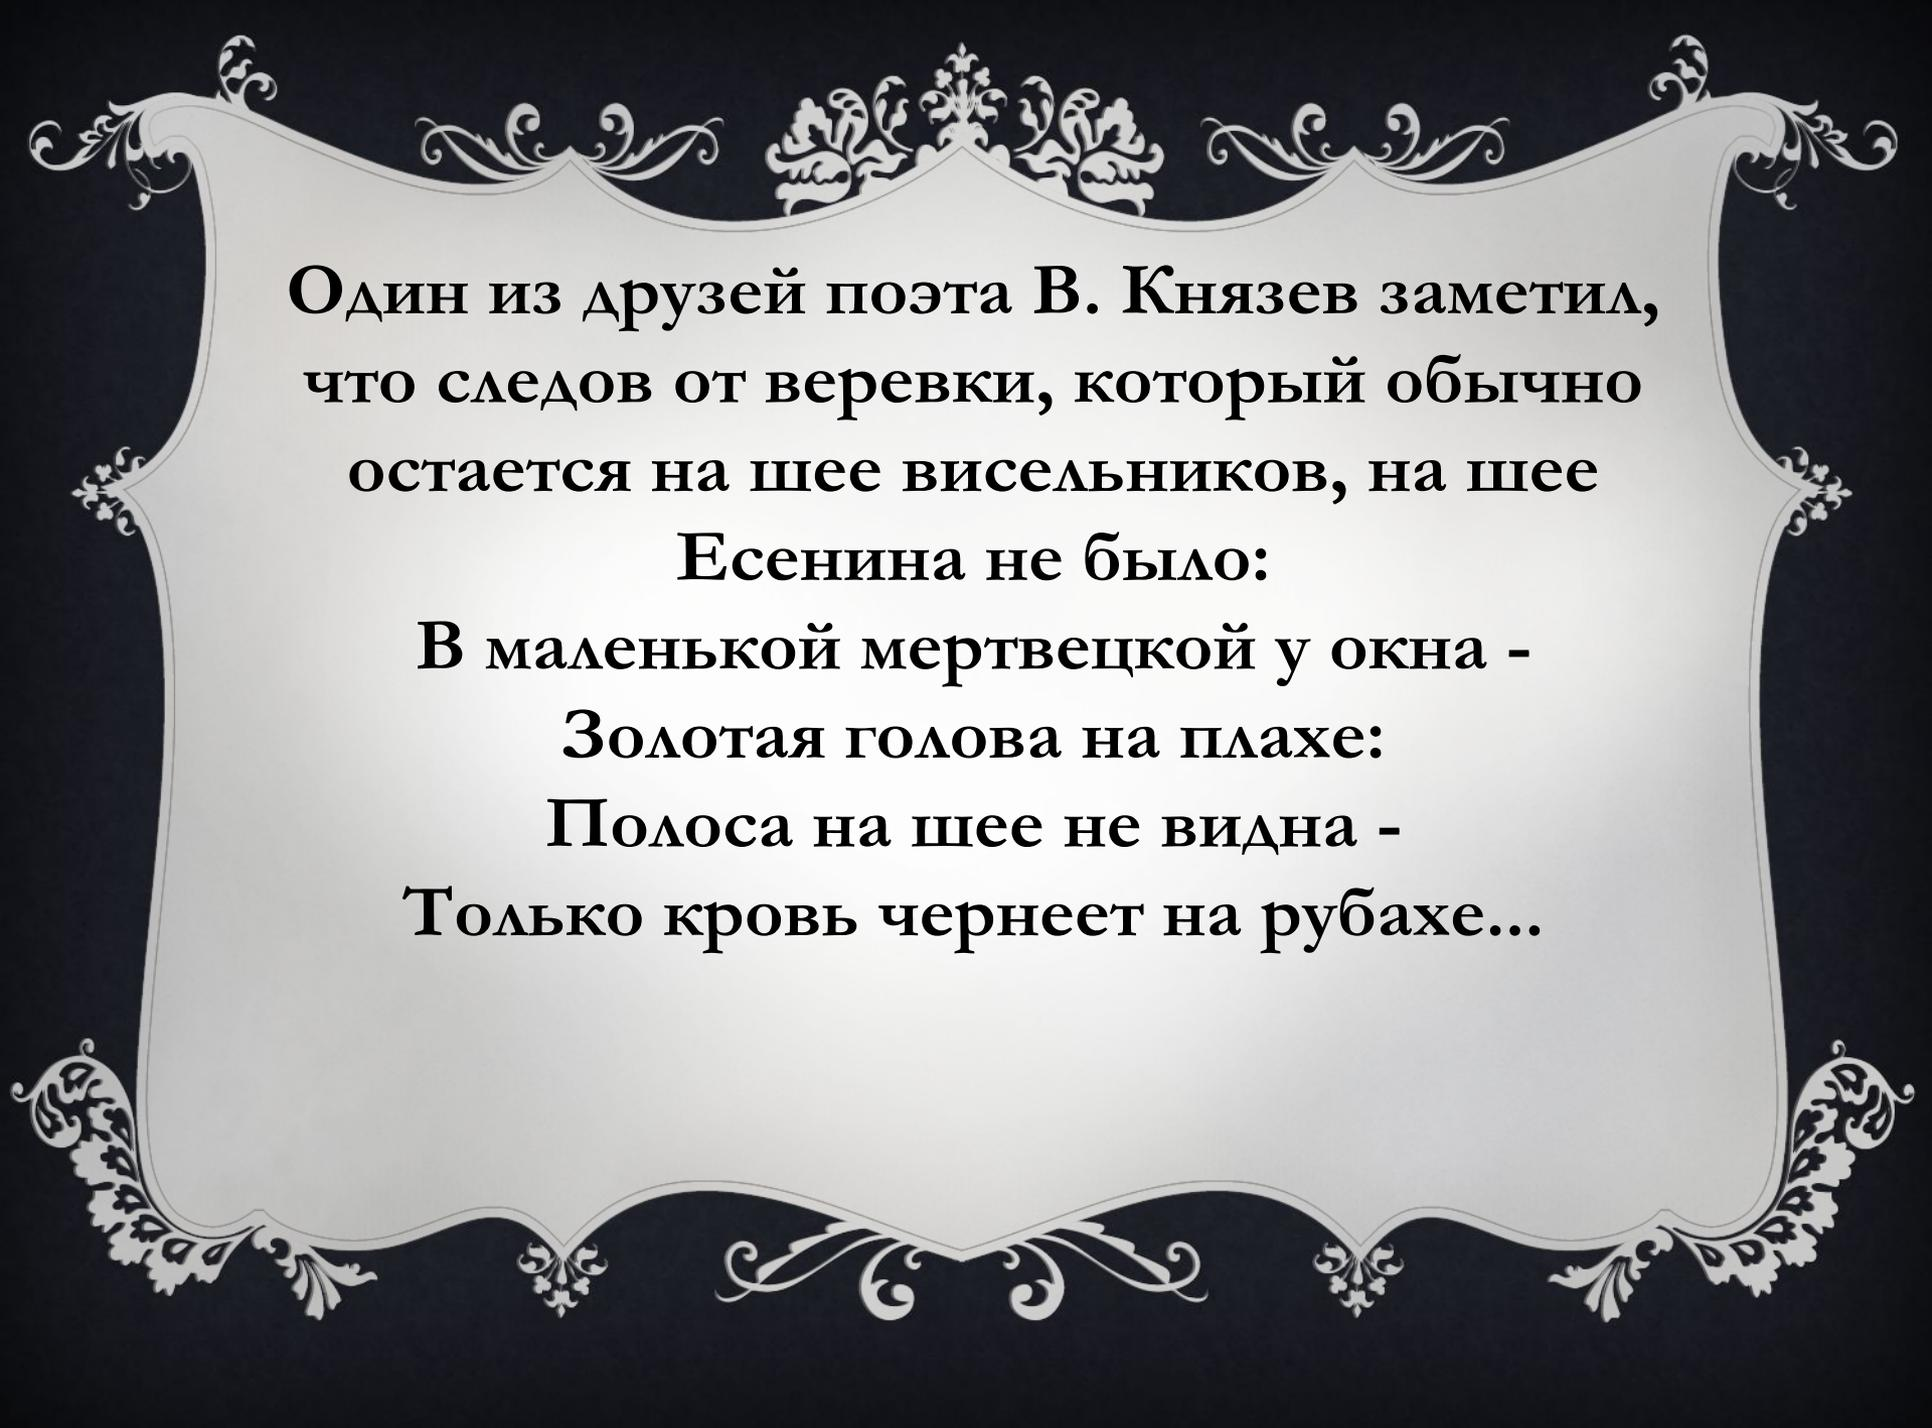 Один из друзей поэта В. Князев заметил,
что следов от веревки, который обычно
остается на шее висельников, на шее
Есенина не было:
В маленькой мертвецкой у окна -
Золотая голова на плахе:
Полоса на шее не видна -
Только кровь чернеет на рубахе...